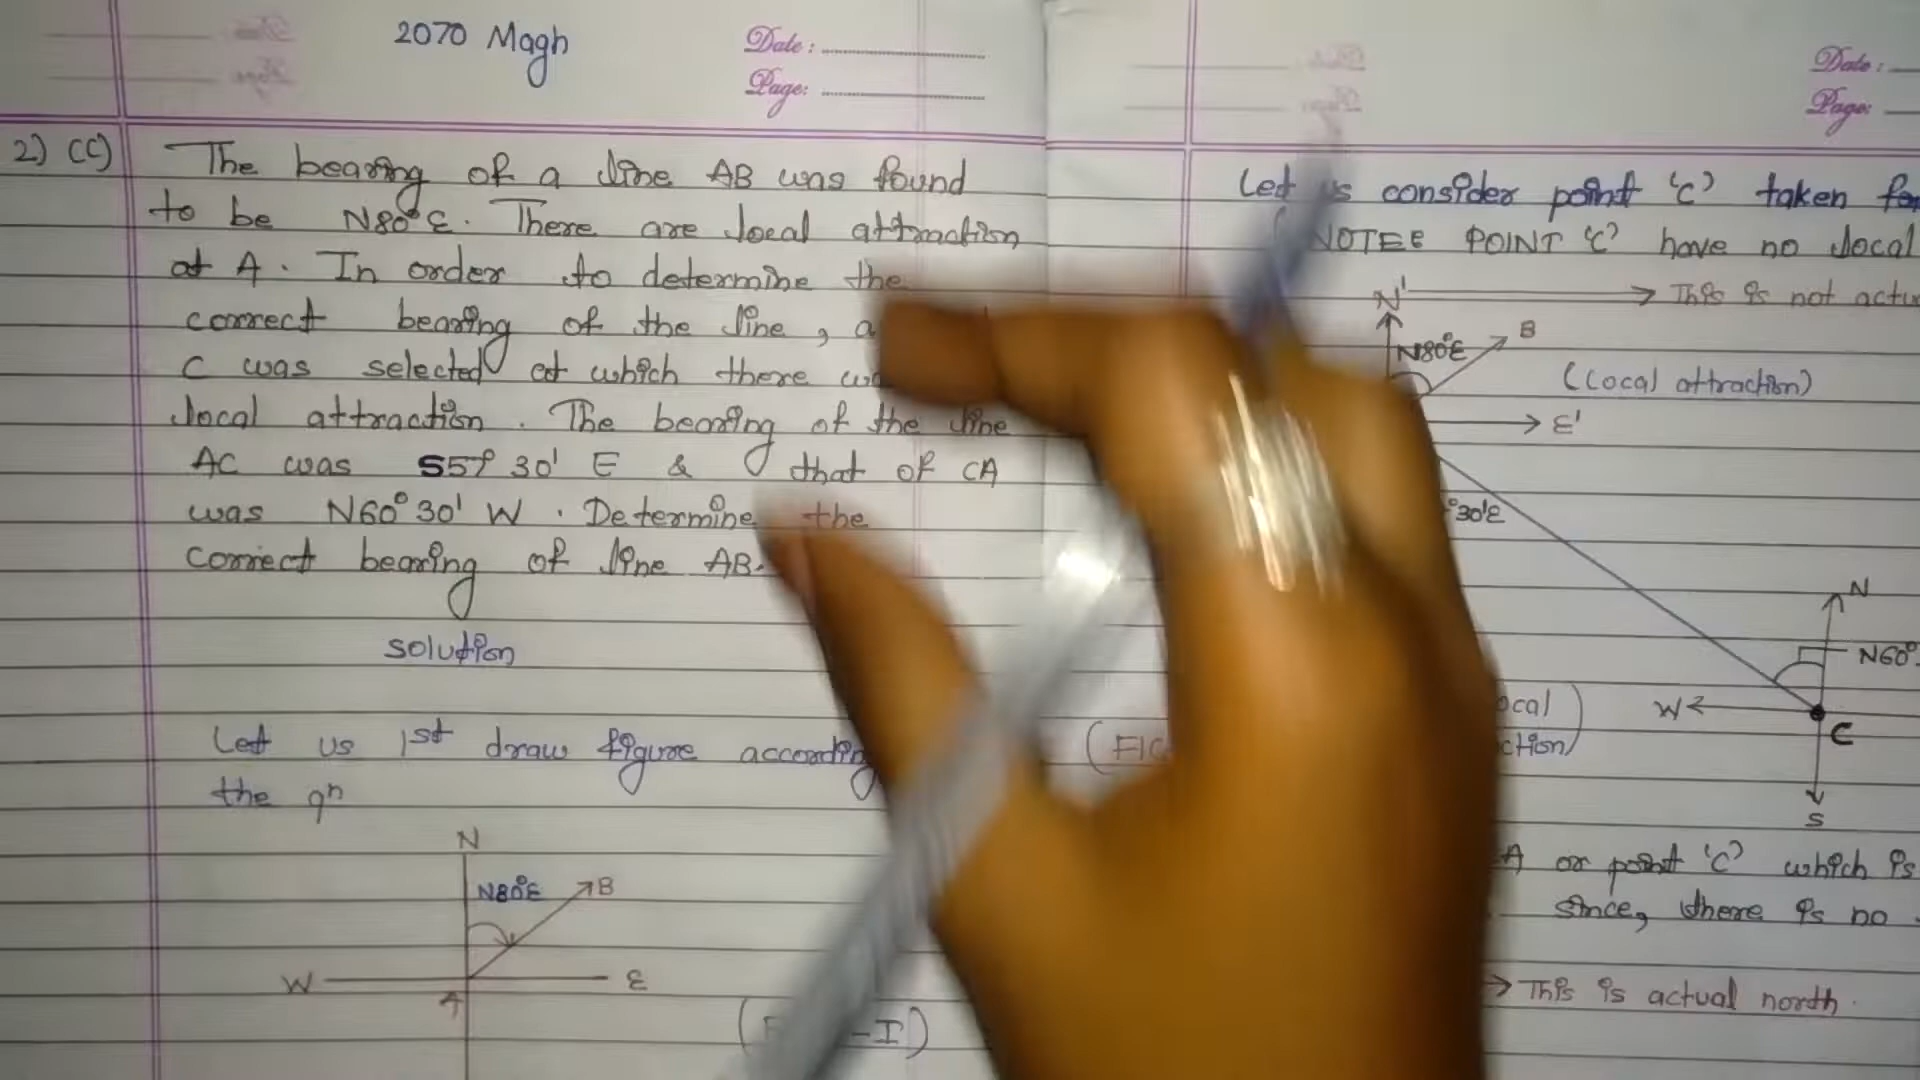 2070 Magh
Date:
Page:
2) (C) The bearing of a line AB was found
to be N80°E. There are local attraction
at A. In order to determine the
correct bearing of the line, a
C was selected at which there
local attraction. The bearing of the line
AC was 30' E & that of CA
was N60°30' W. Determine the
correct bearing of line AB.
solution
Let us 1st draw figure according
the qn
N
N80°E
B
W
E
A
-I)
Date:
Page:
Let us consider point 'C' taken
NOTE POINT 'C' have no local
N' → This is not
N80°E
B
(Local attraction)
E'
°30'E
N
N60°
W
C
S
A or point 'C' which is
since, there is no
→ This is actual north.